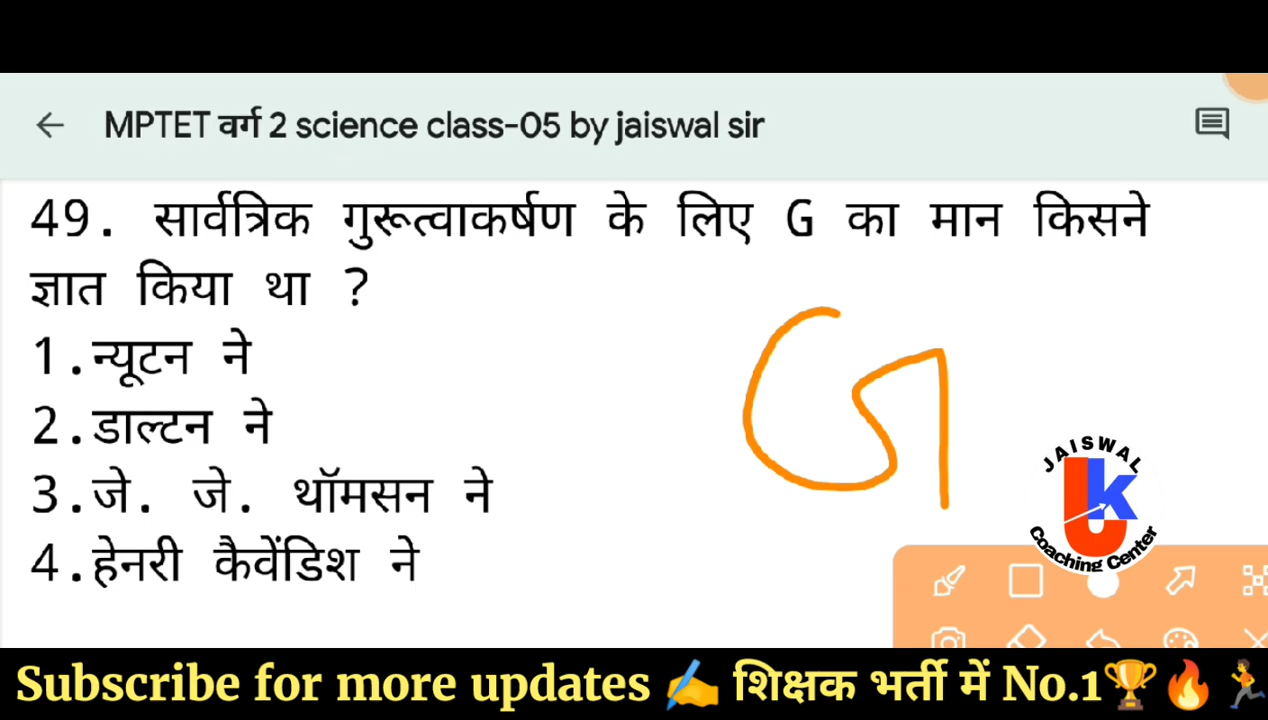 MPTET वर्ग 2 science class-05 by jaiswal sir
49. सार्वत्रिक गुरूत्वाकर्षण के लिए G का मान किसने
ज्ञात किया था ?
1.न्यूटन ने
2.डाल्टन ने
3.जे. जे. थॉमसन ने
4.हेनरी कैवेंडिश ने
G
JAISWAL
JK
Coaching Center
Subscribe for more updates ✍️ शिक्षक भर्ती में No.1🏆🔥🏃